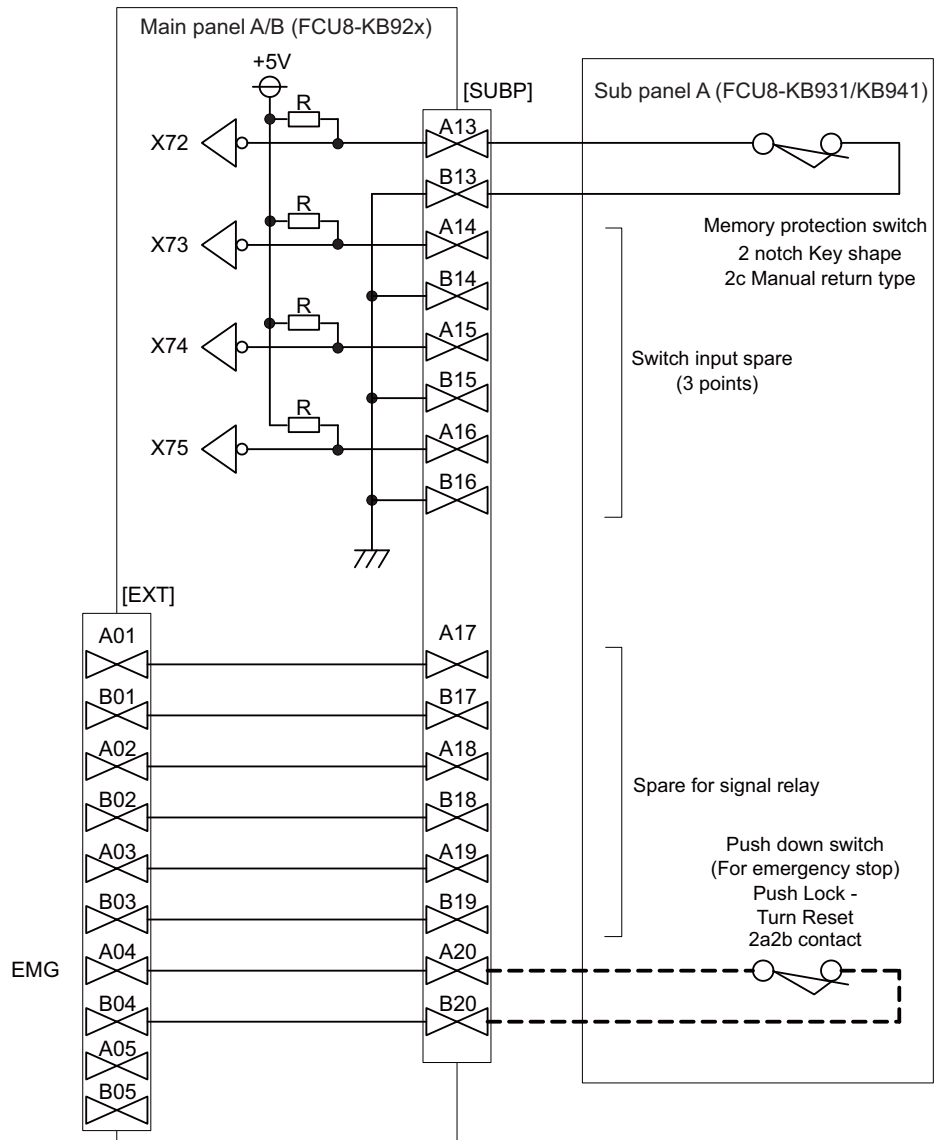 Main panel A/B (FCU8-KB92x)
+5V
[SUBP]
Sub panel A (FCU8-KB931/KB941)
R
X72
A13
B13
R
X73
A14
Memory protection switch
2 notch Key shape
2c Manual return type
B14
R
X74
A15
Switch input spare
(3 points)
B15
R
X75
A16
B16
[EXT]
A01
A17
B01
B17
A02
A18
Spare for signal relay
B02
B18
A03
A19
Push down switch
(For emergency stop)
Push Lock -
Turn Reset
2a2b contact
B03
B19
EMG
A04
A20
B04
B20
A05
B05